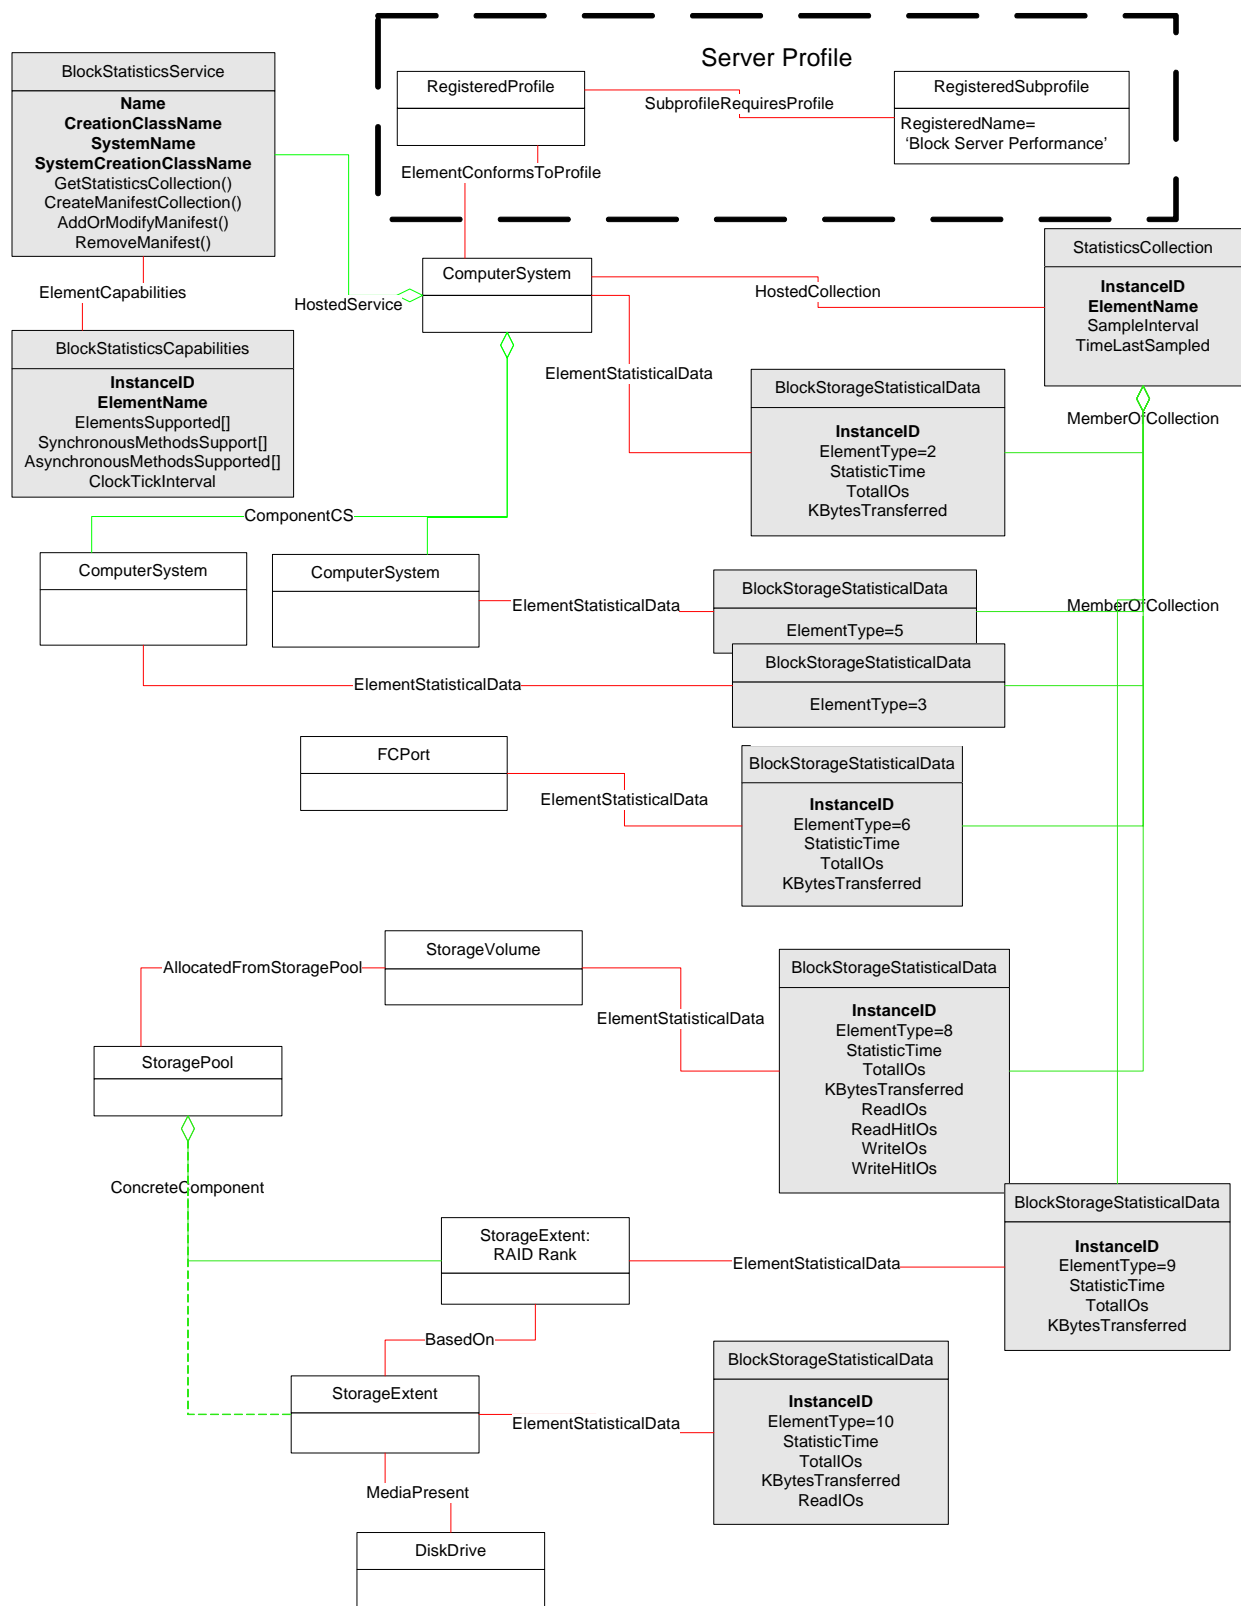 Server Profile
BlockStatisticsService
Name
CreationClassName
SystemName
SystemCreationClassName
GetStatisticsCollection()
CreateManifestCollection()
AddOrModifyManifest()
RemoveManifest()
RegisteredProfile
SubprofileRequiresProfile
RegisteredSubprofile
RegisteredName=
‘Block Server Performance’
ElementConformsToProfile
ElementCapabilities
HostedService
ComputerSystem
HostedCollection
StatisticsCollection
InstanceID
ElementName
SampleInterval
TimeLastSampled
BlockStatisticsCapabilities
InstanceID
ElementName
ElementsSupported[]
SynchronousMethodsSupport[]
AsynchronousMethodsSupported[]
ClockTickInterval
ElementStatisticalData
BlockStorageStatisticalData
InstanceID
ElementType=2
StatisticTime
TotalIOs
KBytesTransferred
MemberOfCollection
ComponentCS
ComputerSystem
ComputerSystem
ElementStatisticalData
BlockStorageStatisticalData
ElementType=5
MemberOfCollection
ElementStatisticalData
BlockStorageStatisticalData
ElementType=3
FCPort
ElementStatisticalData
BlockStorageStatisticalData
InstanceID
ElementType=6
StatisticTime
TotalIOs
KBytesTransferred
StorageVolume
AllocatedFromStoragePool
ElementStatisticalData
BlockStorageStatisticalData
InstanceID
ElementType=8
StatisticTime
TotalIOs
KBytesTransferred
ReadIOs
ReadHitIOs
WriteIOs
WriteHitIOs
StoragePool
ConcreteComponent
StorageExtent:
RAID Rank
ElementStatisticalData
BlockStorageStatisticalData
InstanceID
ElementType=9
StatisticTime
TotalIOs
KBytesTransferred
BasedOn
StorageExtent
ElementStatisticalData
BlockStorageStatisticalData
InstanceID
ElementType=10
StatisticTime
TotalIOs
KBytesTransferred
ReadIOs
MediaPresent
DiskDrive